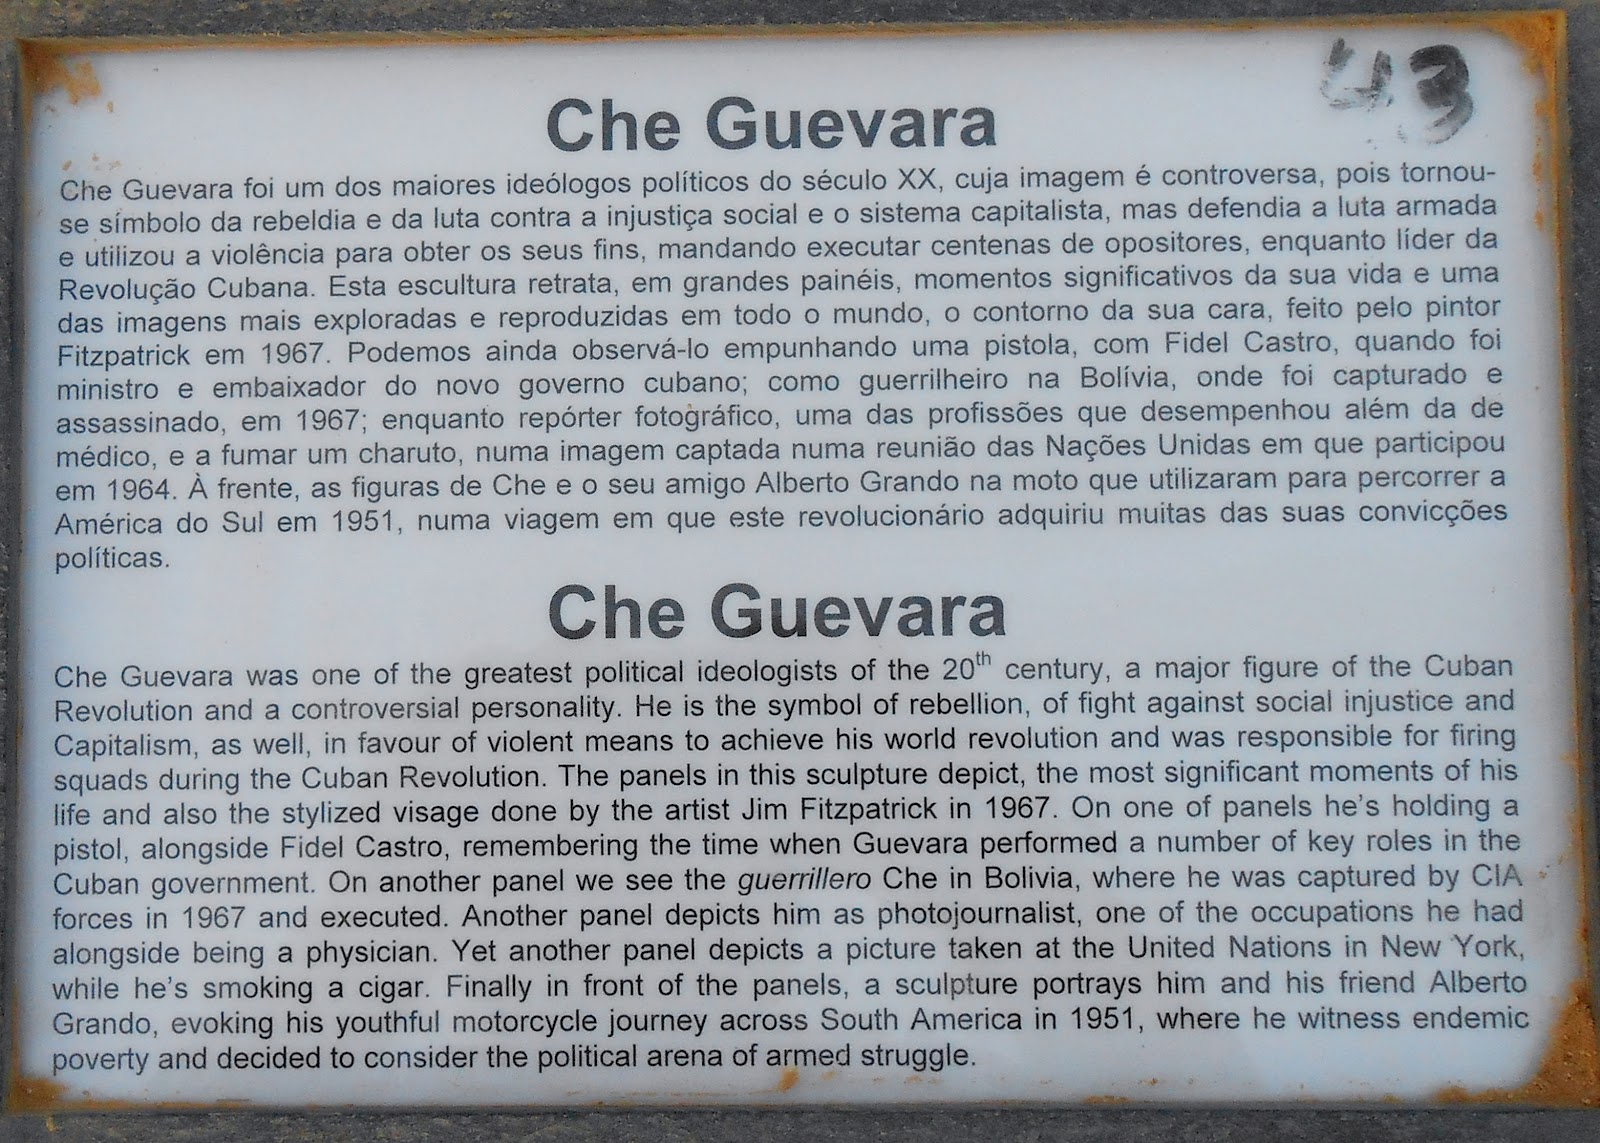 43
Che Guevara
Che Guevara foi um dos maiores ideólogos políticos do século XX, cuja imagem é controversa, pois tornou-
se símbolo da rebeldia e da luta contra a injustiça social e o sistema capitalista, mas defendia a luta armada
e utilizou a violência para obter os seus fins, mandando executar centenas de opositores, enquanto líder da
Revolução Cubana. Esta escultura retrata, em grandes painéis, momentos significativos da sua vida e uma
das imagens mais exploradas e reproduzidas em todo o mundo, o contorno da sua cara, feito pelo pintor
Fitzpatrick em 1967. Podemos ainda observá-lo empunhando uma pistola, com Fidel Castro, quando foi
ministro e embaixador do novo governo cubano; como guerrilheiro na Bolívia, onde foi capturado e
assassinado, em 1967; enquanto repórter fotográfico, uma das profissões que desempenhou além da de
médico, e a fumar um charuto, numa imagem captada numa reunião das Nações Unidas em que participou
em 1964. À frente, as figuras de Che e o seu amigo Alberto Grando na moto que utilizaram para percorrer a
América do Sul em 1951, numa viagem em que este revolucionário adquiriu muitas das suas convicções
políticas.
Che Guevara
Che Guevara was one of the greatest political ideologists of the 20th century, a major figure of the Cuban
Revolution and a controversial personality. He is the symbol of rebellion, of fight against social injustice and
Capitalism, as well, in favour of violent means to achieve his world revolution and was responsible for firing
squads during the Cuban Revolution. The panels in this sculpture depict, the most significant moments of his
life and also the stylized visage done by the artist Jim Fitzpatrick in 1967. On one of panels he's holding a
pistol, alongside Fidel Castro, remembering the time when Guevara performed a number of key roles in the
Cuban government. On another panel we see the guerrillero Che in Bolivia, where he was captured by CIA
forces in 1967 and executed. Another panel depicts him as photojournalist, one of the occupations he had
alongside being a physician. Yet another panel depicts a picture taken at the United Nations in New York,
while he's smoking a cigar. Finally in front of the panels, a sculpture portrays him and his friend Alberto
Grando, evoking his youthful motorcycle journey across South America in 1951, where he witness endemic
poverty and decided to consider the political arena of armed struggle.